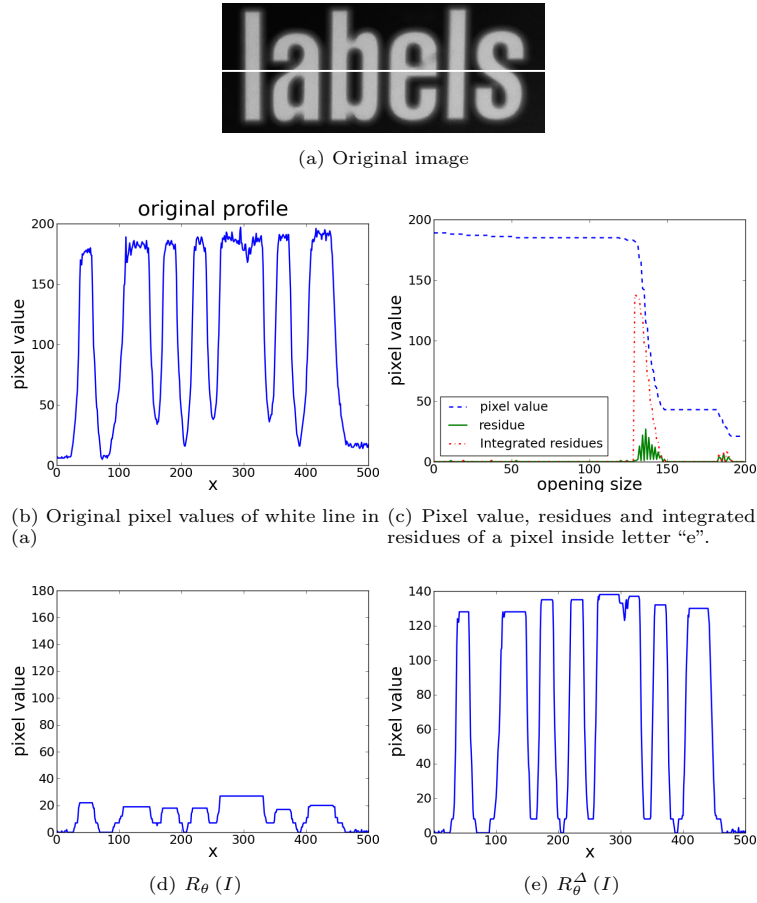 labels
(a) Original image
original profile
200
150
100
50
0
0 100 200 300 400 500
pixel value
x
200
150
100
50
0
0 50 100 150 200
pixel value
opening size
pixel value
residue
Integrated residues
(b) Original pixel values of white line in
(a)
(c) Pixel value, residues and integrated
residues of a pixel inside letter “e”.
180
160
140
120
100
80
60
40
20
0
0 100 200 300 400 500
pixel value
x
140
120
100
80
60
40
20
0
0 100 200 300 400 500
pixel value
x
(d) R_θ (I)
(e) R_θ^Δ (I)